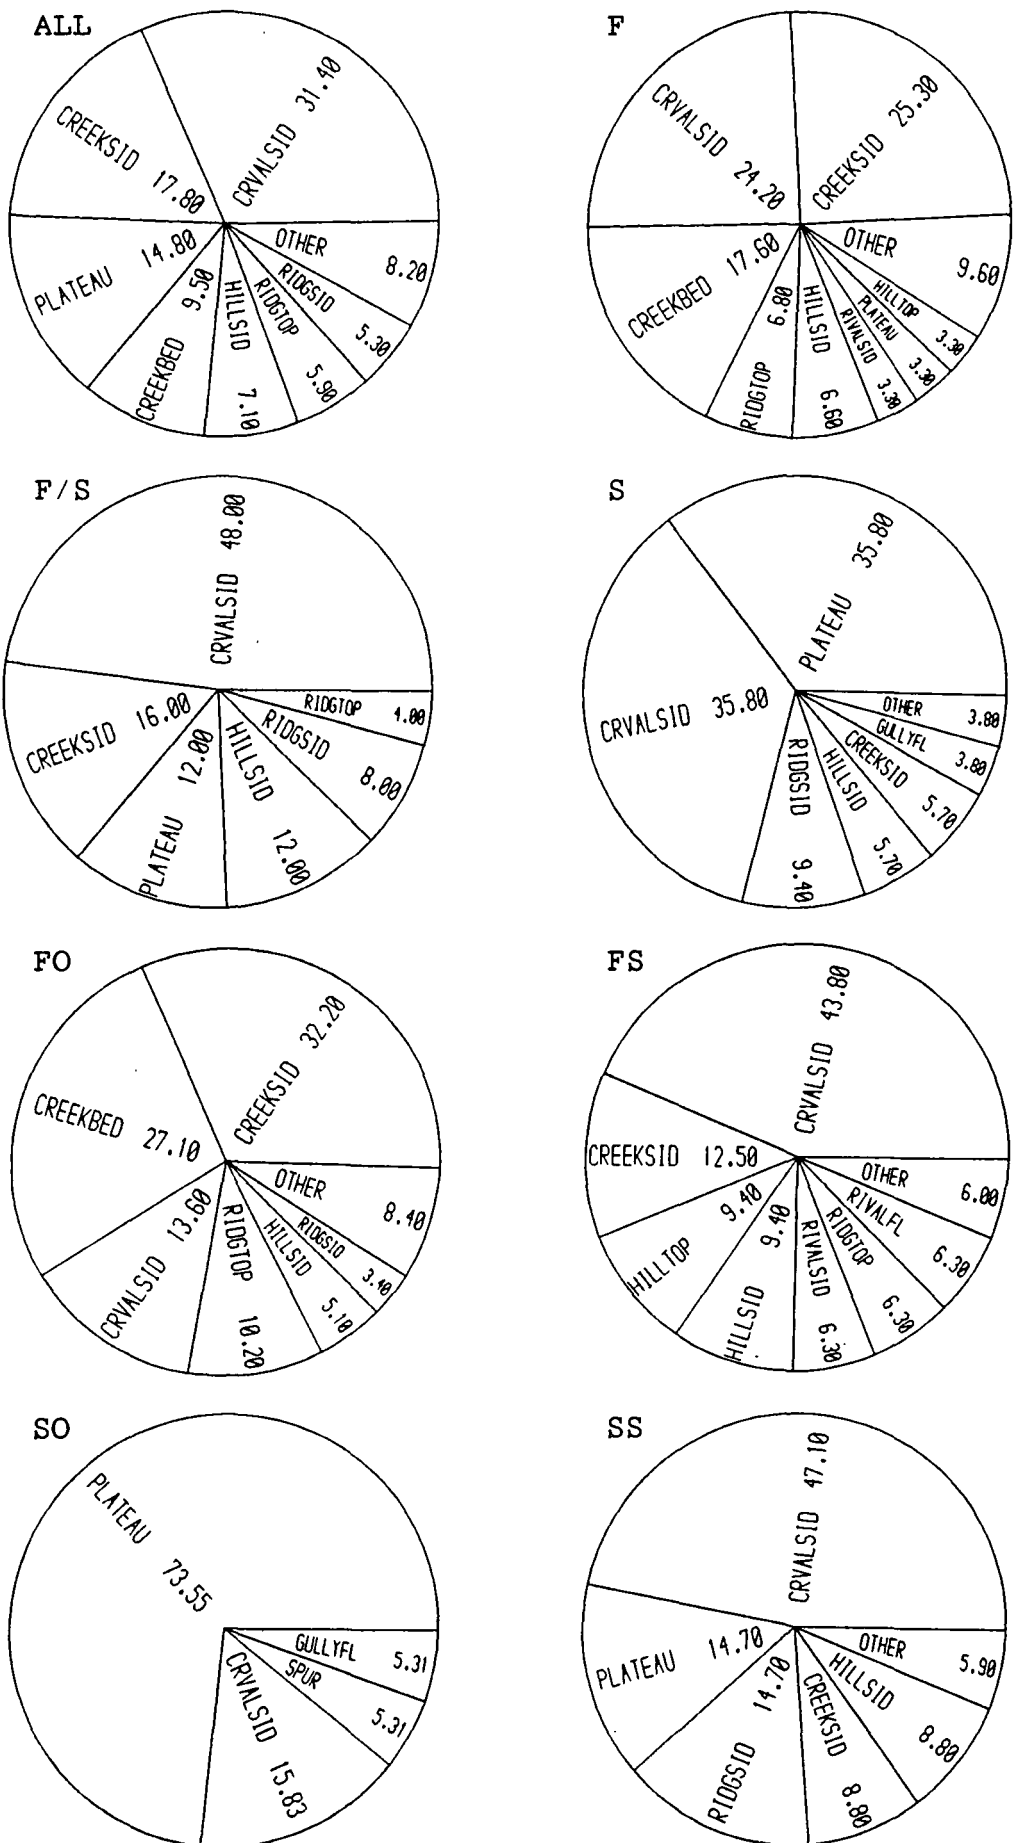 ALL
CRVALSID 31.40
CREEKSID 17.80
PLATEAU 14.80
CREEKBED 9.50
HILLSID 7.10
RIDGTOP 5.90
RIDGSID 5.30
OTHER 8.20
F
CREEKSID 25.30
CRVALSID 24.20
CREEKBED 17.60
RIDGTOP 6.80
HILLSID 6.60
RIVALSID 3.30
PLATEAU 3.30
HILLTOP 3.30
OTHER 9.60
F/S
CRVALSID 48.00
CREEKSID 16.00
PLATEAU 12.00
HILLSID 12.00
RIDGSID 8.00
RIDGTOP 4.00
S
PLATEAU 35.80
CRVALSID 35.80
RIDGSID 9.40
HILLSID 5.70
CREEKSID 5.70
GULLYFL 3.80
OTHER 3.80
FO
CREEKSID 32.20
CREEKBED 27.10
CRVALSID 13.60
RIDGTOP 10.20
HILLSID 5.10
RIDGSID 3.40
OTHER 8.40
FS
CRVALSID 43.80
CREEKSID 12.50
HILLTOP 9.40
HILLSID 9.40
RIVALSID 6.30
RIDGTOP 6.30
RIVALFL 6.30
OTHER 6.00
SO
PLATEAU 73.55
CRVALSID 15.83
SPUR 5.31
GULLYFL 5.31
SS
CRVALSID 47.10
PLATEAU 14.70
RIDGSID 14.70
CREEKSID 8.80
HILLSID 8.80
OTHER 5.90